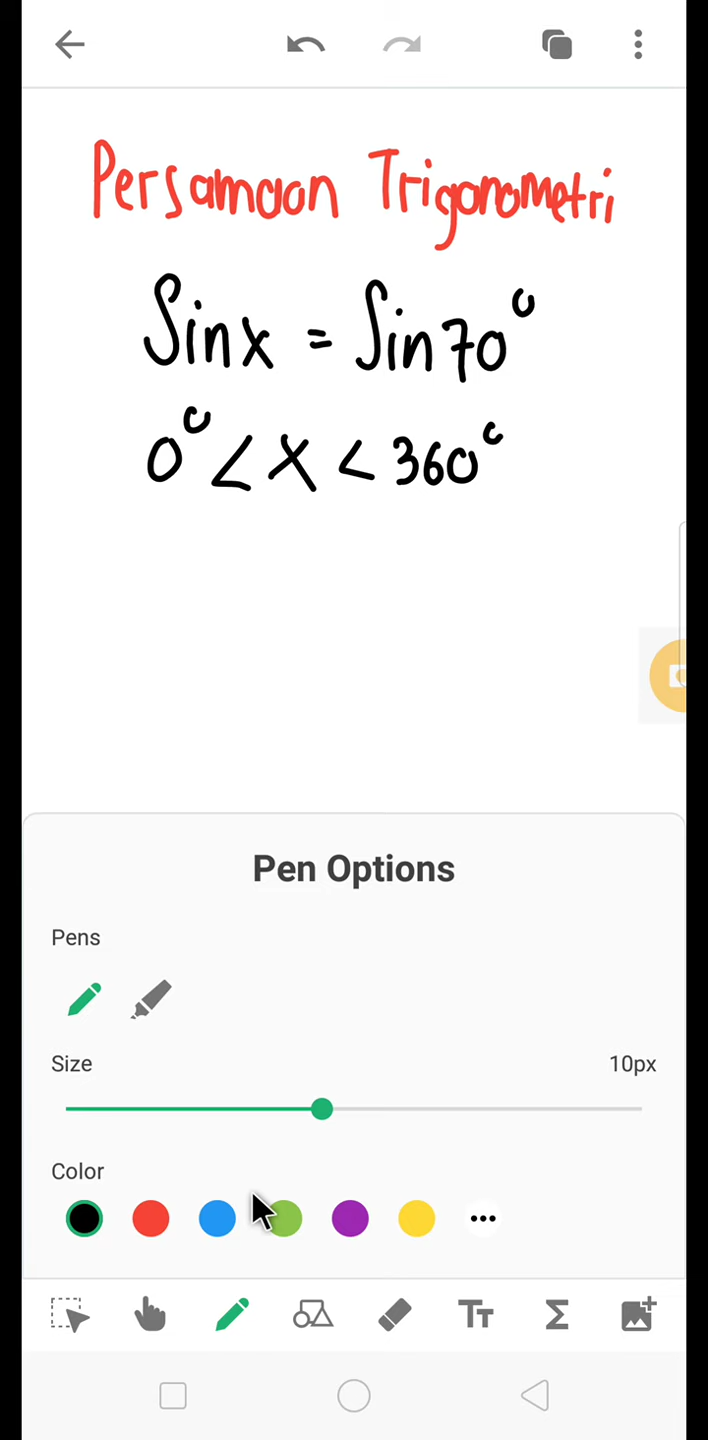 Persamaan Trigonometri
Sinx = Sin70°
0° < X < 360°
Pen Options
Pens
Size 10px
Color